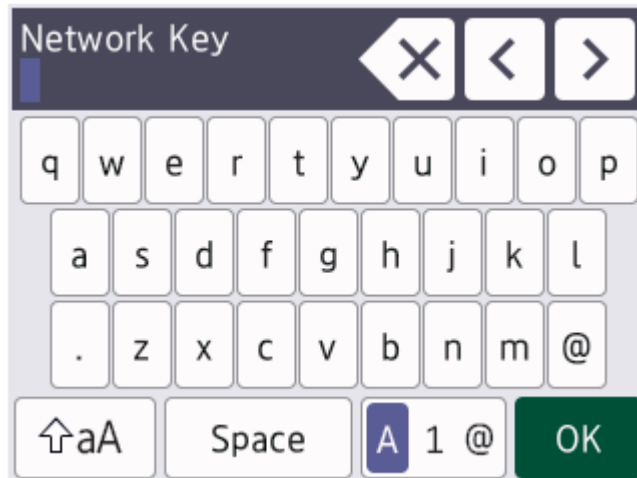 Network Key
q w e r t y u i o p
a s d f g h j k l
. z x c v b n m @
aA Space A 1 @ OK